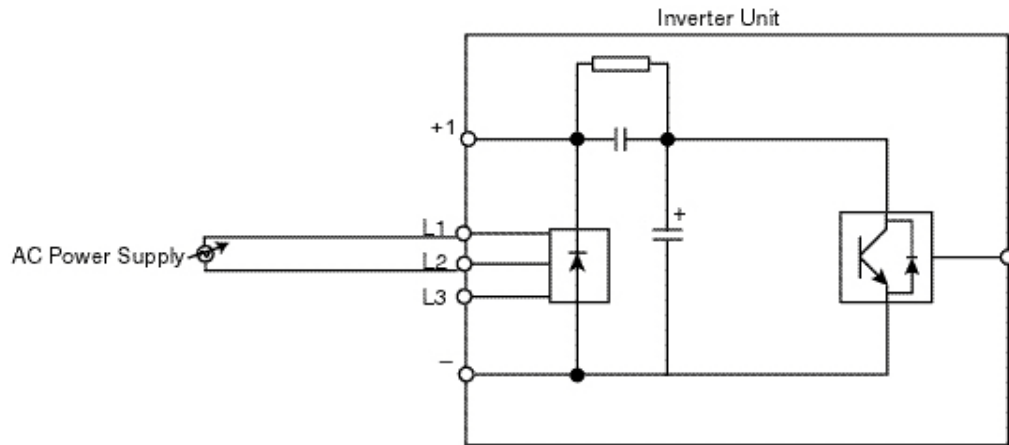 Inverter Unit
+1
+
L1
AC Power Supply
L2
L3
−